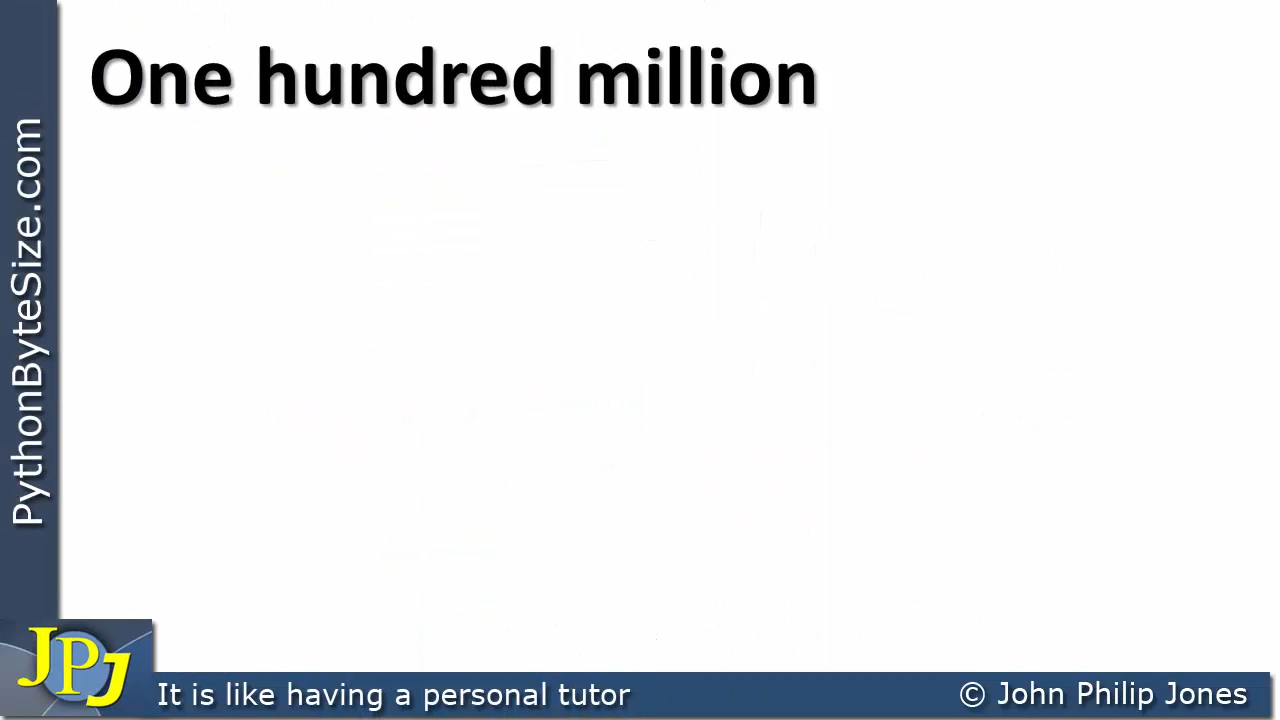 One hundred million
PythonByteSize.com
JPJ
It is like having a personal tutor
© John Philip Jones